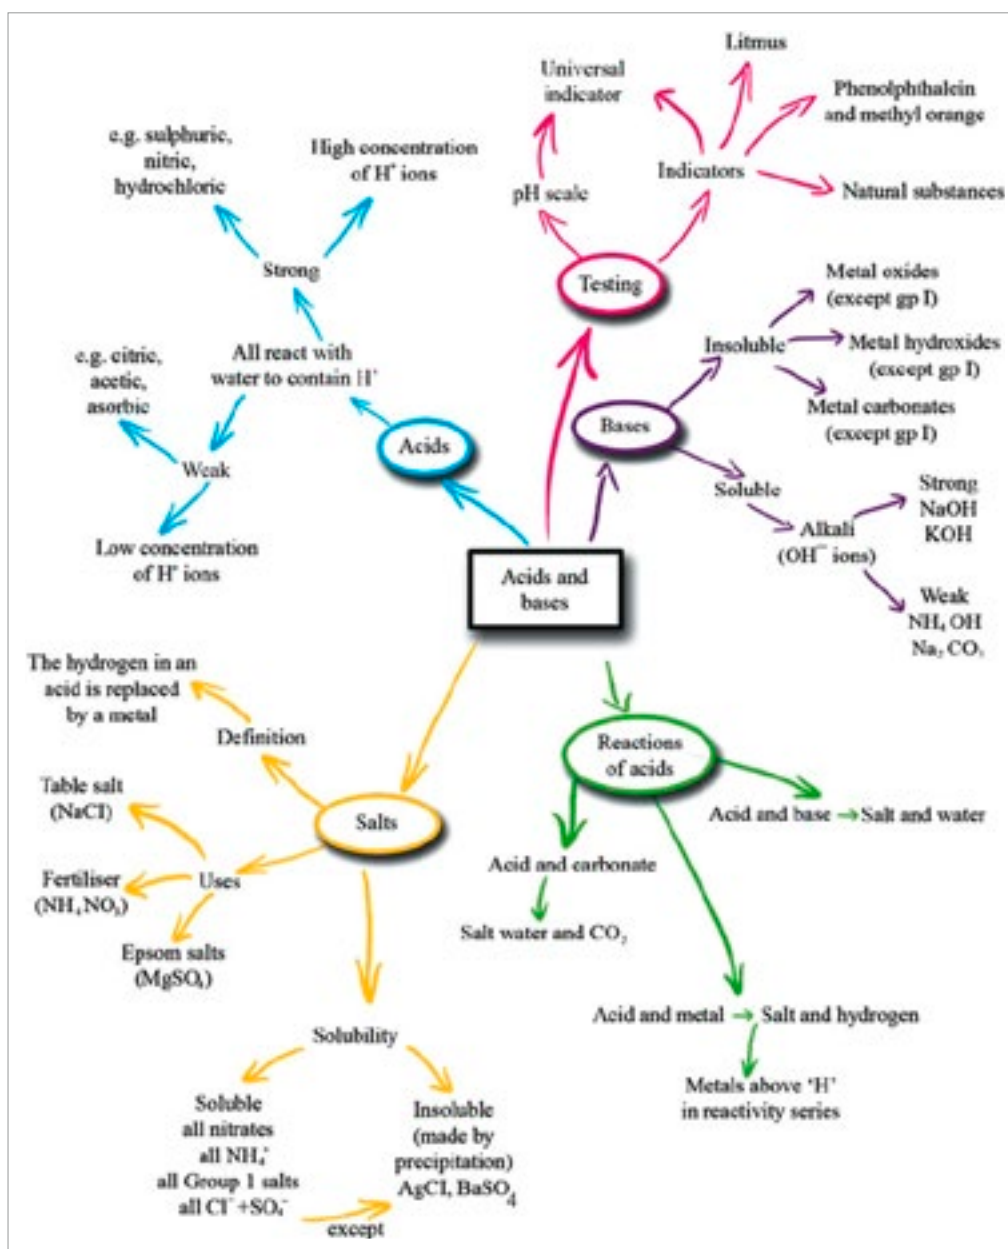 Litmus
Universal
indicator
Phenolphthalein
and methyl orange
e.g. sulphuric,
nitric,
hydrochloric
High concentration
of H⁺ ions
Indicators
pH scale
Natural substances
Strong
Testing
Metal oxides
(except gp I)
Insoluble
Metal hydroxides
(except gp I)
Metal carbonates
(except gp I)
All react with
water to contain H⁺
e.g. citric,
acetic,
asorbic
Acids
Bases
Weak
Soluble
Strong
NaOH
KOH
Alkali
(OH⁻ ions)
Low concentration
of H⁺ ions
Acids and
bases
Weak
NH₄ OH
Na₂ CO₃
The hydrogen in an
acid is replaced
by a metal
Definition
Reactions
of acids
Table salt
(NaCl)
Salts
Acid and base → Salt and water
Acid and carbonate
Fertiliser
(NH₄ NO₃)
Uses
Salt water and CO₂
Epsom salts
(MgSO₄)
Acid and metal → Salt and hydrogen
Solubility
Metals above ‘H’
in reactivity series
Soluble
all nitrates
all NH₄⁺
all Group 1 salts
all Cl⁻ +SO₄⁻
except
Insoluble
(made by
precipitation)
AgCl, BaSO₄